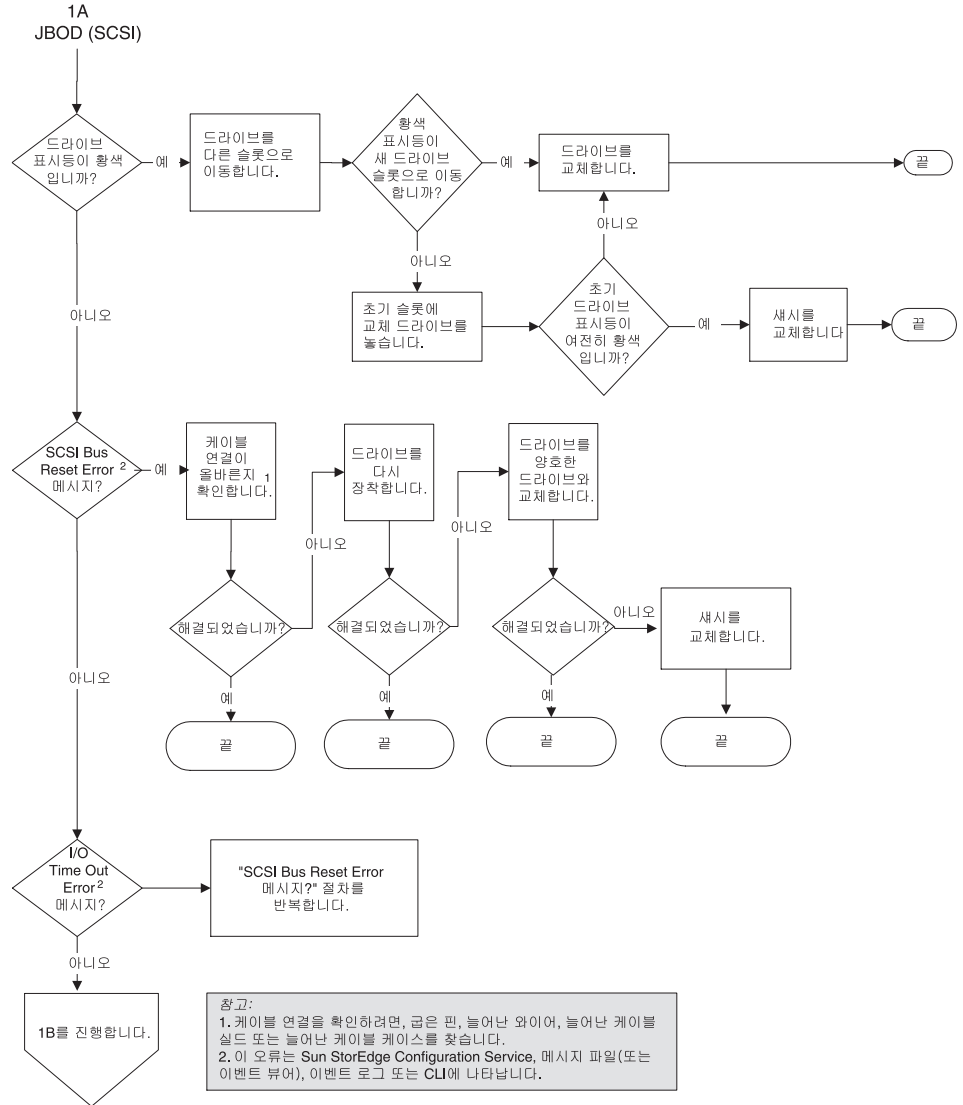 1A
JBOD (SCSI)
드라이브
표시등이 황색
입니까?
예
드라이브를
다른 슬롯으로
이동합니다.
황색
표시등이
새 드라이브
슬롯으로 이동
합니까?
예
드라이브를
교체합니다.
끝
아니오
아니오
아니오
초기 슬롯에
교체 드라이브를
놓습니다.
초기
드라이브
표시등이
여전히 황색
입니까?
예
섀시를
교체합니다
끝
SCSI Bus
Reset Error 2
메시지?
예
케이블
연결이
올바른지 1
확인합니다.
아니오
드라이브를
다시
장착합니다.
아니오
드라이브를
양호한
드라이브와
교체합니다.
해결되었습니까?
해결되었습니까?
해결되었습니까?
아니오
섀시를
교체합니다.
아니오
예
예
예
끝
끝
끝
끝
I/O
Time Out
Error 2
메시지?
"SCSI Bus Reset Error
메시지?" 절차를
반복합니다.
아니오
1B를 진행합니다.
참고:
1. 케이블 연결을 확인하려면, 굽은 핀, 늘어난 와이어, 늘어난 케이블
실드 또는 늘어난 케이블 케이스를 찾습니다.
2. 이 오류는 Sun StorEdge Configuration Service, 메시지 파일(또는
이벤트 뷰어), 이벤트 로그 또는 CLI에 나타납니다.